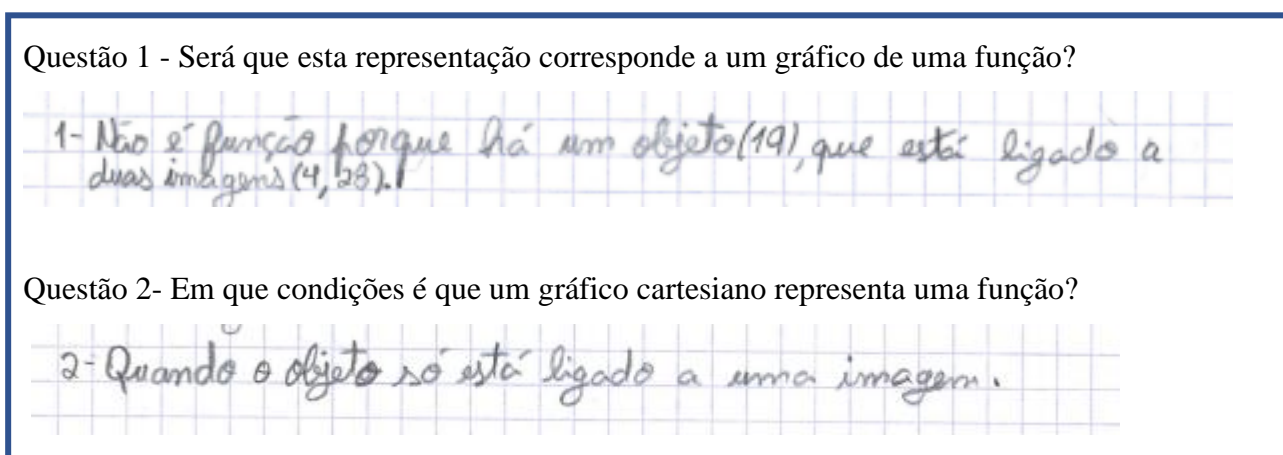 Questão 1 - Será que esta representação corresponde a um gráfico de uma função?
1- Não é função porque há um objeto(19), que está ligado a
duas imagens (4, 23).
Questão 2- Em que condições é que um gráfico cartesiano representa uma função?
2- Quando o objeto só está ligado a uma imagem.